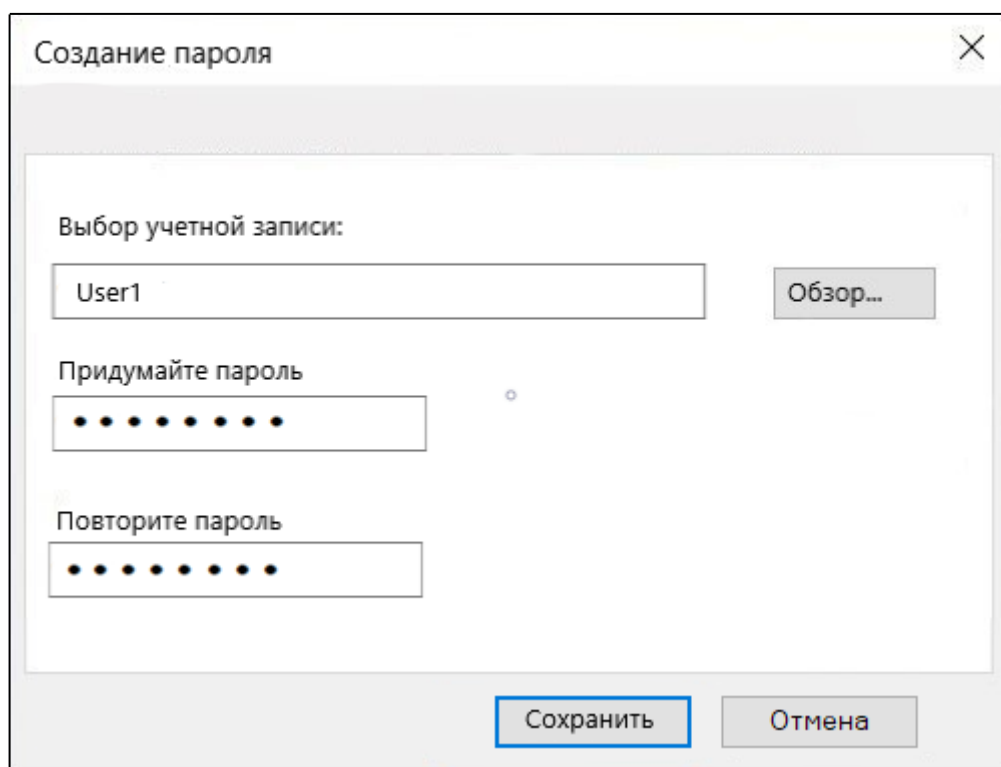 Создание пароля
Выбор учетной записи:
User1
Обзор...
Придумайте пароль
••••••••
Повторите пароль
••••••••
Сохранить
Отмена